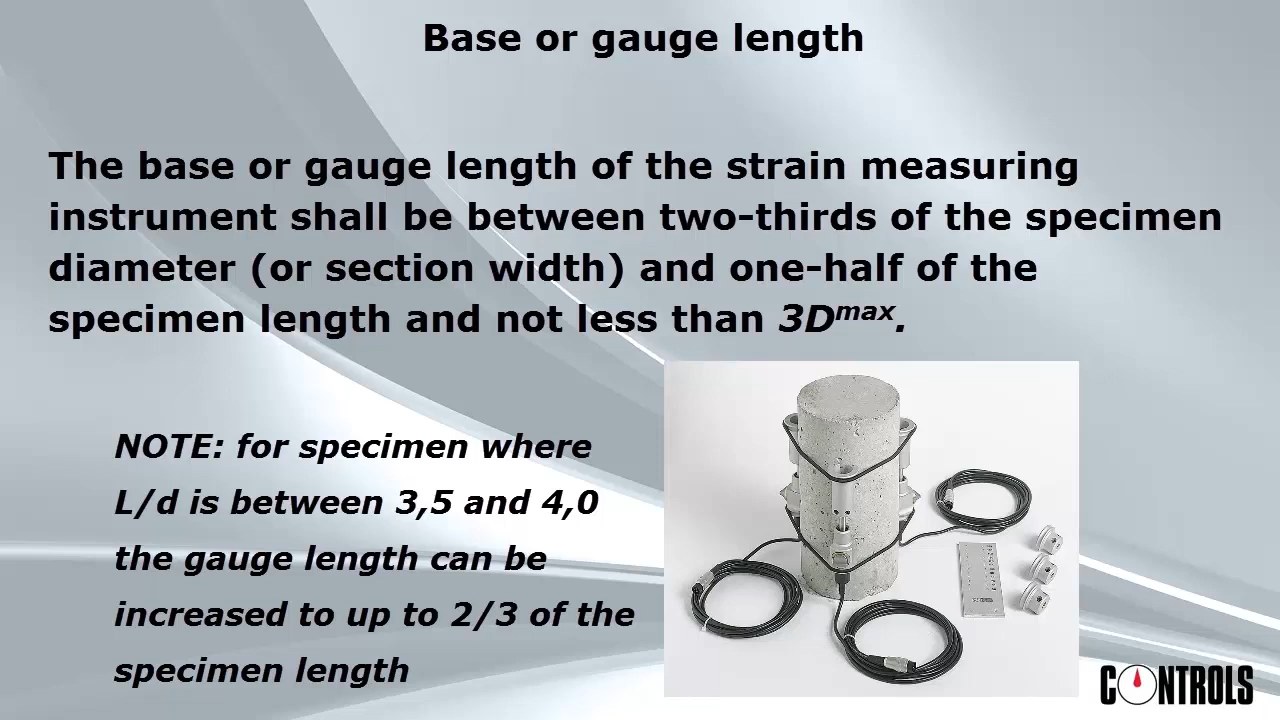 Base or gauge length
The base or gauge length of the strain measuring
instrument shall be between two-thirds of the specimen
diameter (or section width) and one-half of the
specimen length and not less than 3Dmax.
NOTE: for specimen where
L/d is between 3,5 and 4,0
the gauge length can be
increased to up to 2/3 of the
specimen length
CONTROLS